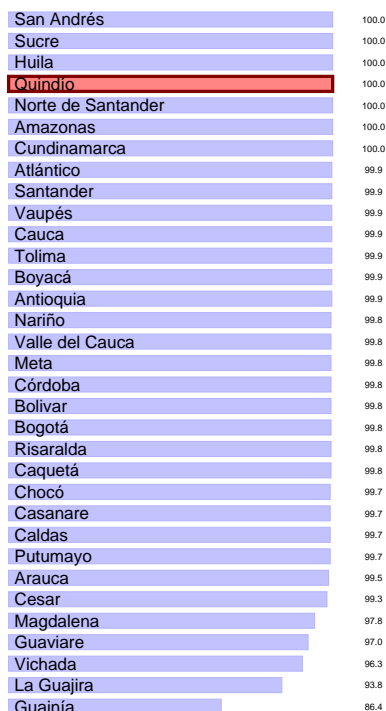 San Andrés 100.0
Sucre 100.0
Huila 100.0
Quindío 100.0
Norte de Santander 100.0
Amazonas 100.0
Cundinamarca 100.0
Atlántico 99.9
Santander 99.9
Vaupés 99.9
Cauca 99.9
Tolima 99.9
Boyacá 99.9
Antioquia 99.9
Nariño 99.8
Valle del Cauca 99.8
Meta 99.8
Córdoba 99.8
Bolivar 99.8
Bogotá 99.8
Risaralda 99.8
Caquetá 99.8
Chocó 99.7
Casanare 99.7
Caldas 99.7
Putumayo 99.7
Arauca 99.5
Cesar 99.3
Magdalena 97.8
Guaviare 97.0
Vichada 96.3
La Guajira 93.8
Guainía 86.4